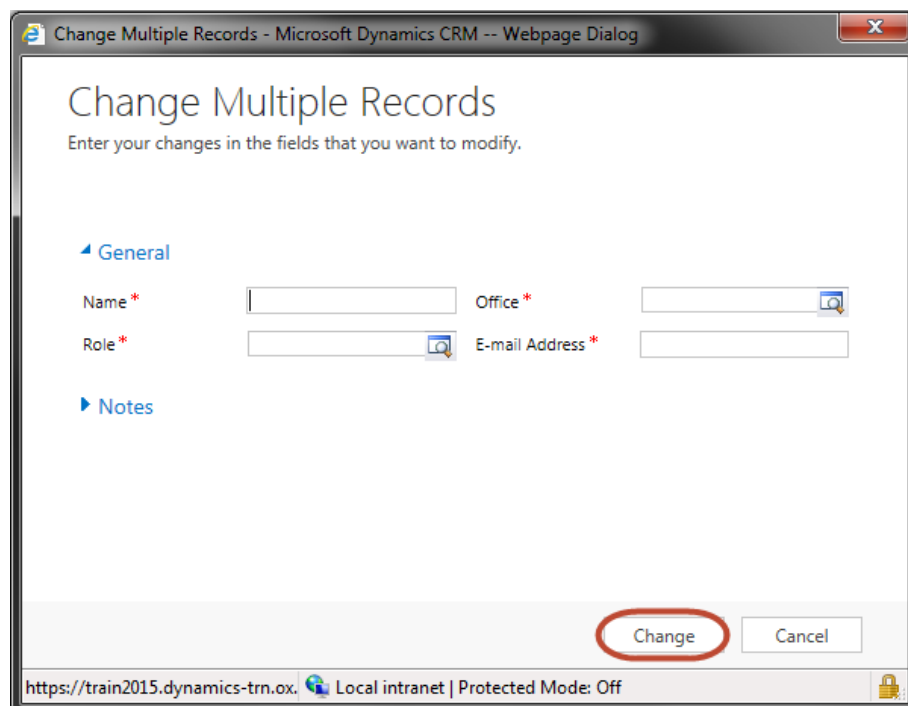 Change Multiple Records - Microsoft Dynamics CRM -- Webpage Dialog
x
Change Multiple Records
Enter your changes in the fields that you want to modify.
General
Name * Office *
Role * E-mail Address *
Notes
Change Cancel
https://train2015.dynamics-trn.ox. Local intranet | Protected Mode: Off